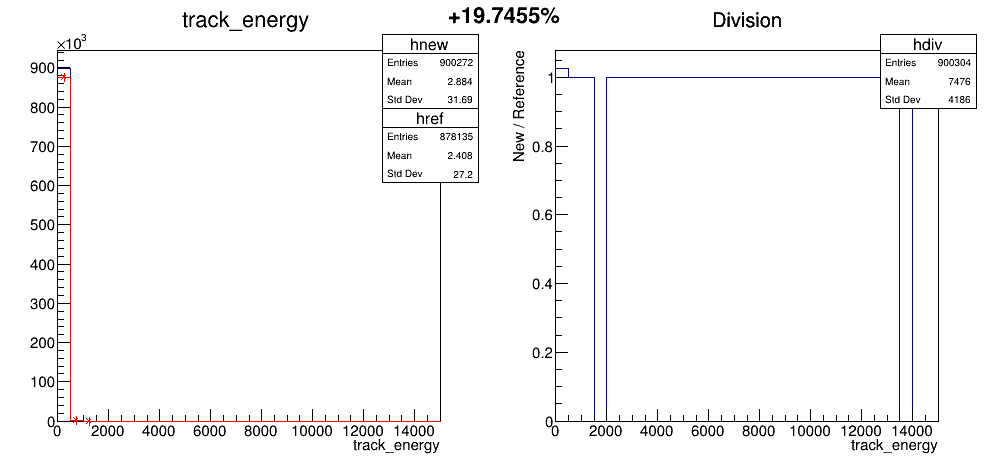 +19.7455%
track_energy
×10³
hnew
Entries 900272
Mean 2.884
Std Dev 31.69
href
Entries 878135
Mean 2.408
Std Dev 27.2
900
800
700
600
500
400
300
200
100
0
0 2000 4000 6000 8000 10000 12000 14000
track_energy
Division
hdiv
Entries 900304
Mean 7476
Std Dev 4186
New / Reference
1
0.8
0.6
0.4
0.2
0
0 2000 4000 6000 8000 10000 12000 14000
track_energy